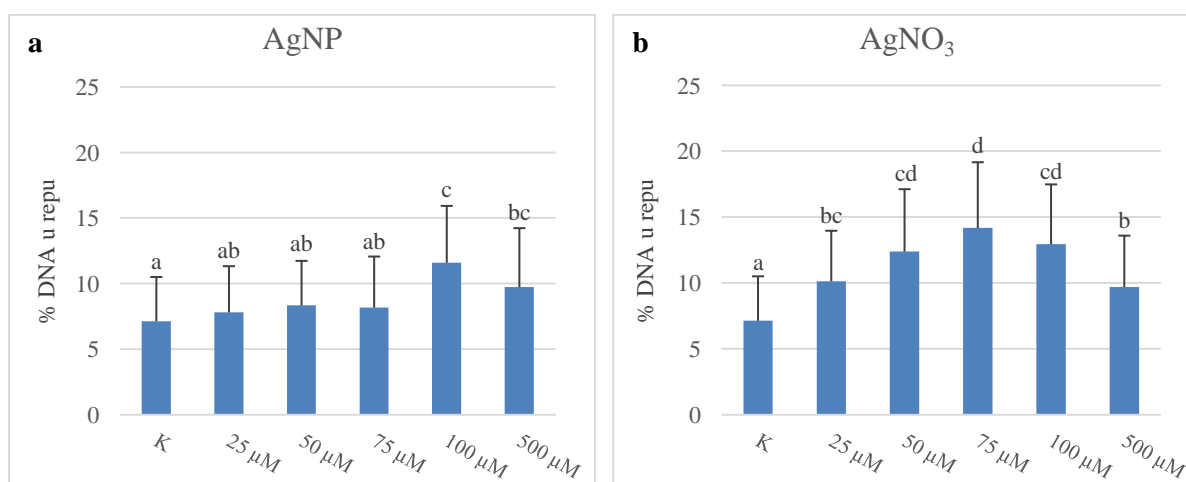 a
AgNP
% DNA u repu
25
20
15
10
5
0
a
ab
ab
ab
c
bc
K
25 µM
50 µM
75 µM
100 µM
500 µM
b
AgNO₃
% DNA u repu
25
20
15
10
5
0
a
bc
cd
d
cd
b
K
25 µM
50 µM
75 µM
100 µM
500 µM